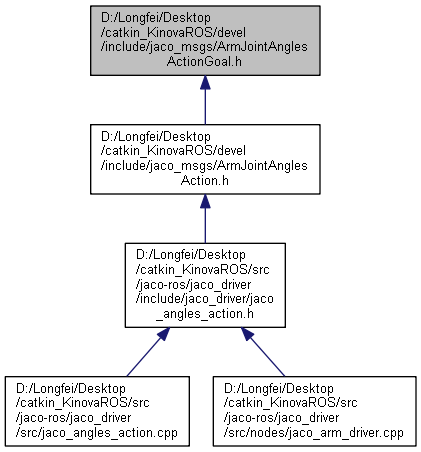 D:/Longfei/Desktop
/catkin_KinovaROS/devel
/include/jaco_msgs/ArmJointAngles
ActionGoal.h
D:/Longfei/Desktop
/catkin_KinovaROS/devel
/include/jaco_msgs/ArmJointAngles
Action.h
D:/Longfei/Desktop
/catkin_KinovaROS/src
/jaco-ros/jaco_driver
/include/jaco_driver/jaco
_angles_action.h
D:/Longfei/Desktop
/catkin_KinovaROS/src
/jaco-ros/jaco_driver
/src/jaco_angles_action.cpp
D:/Longfei/Desktop
/catkin_KinovaROS/src
/jaco-ros/jaco_driver
/src/nodes/jaco_arm_driver.cpp